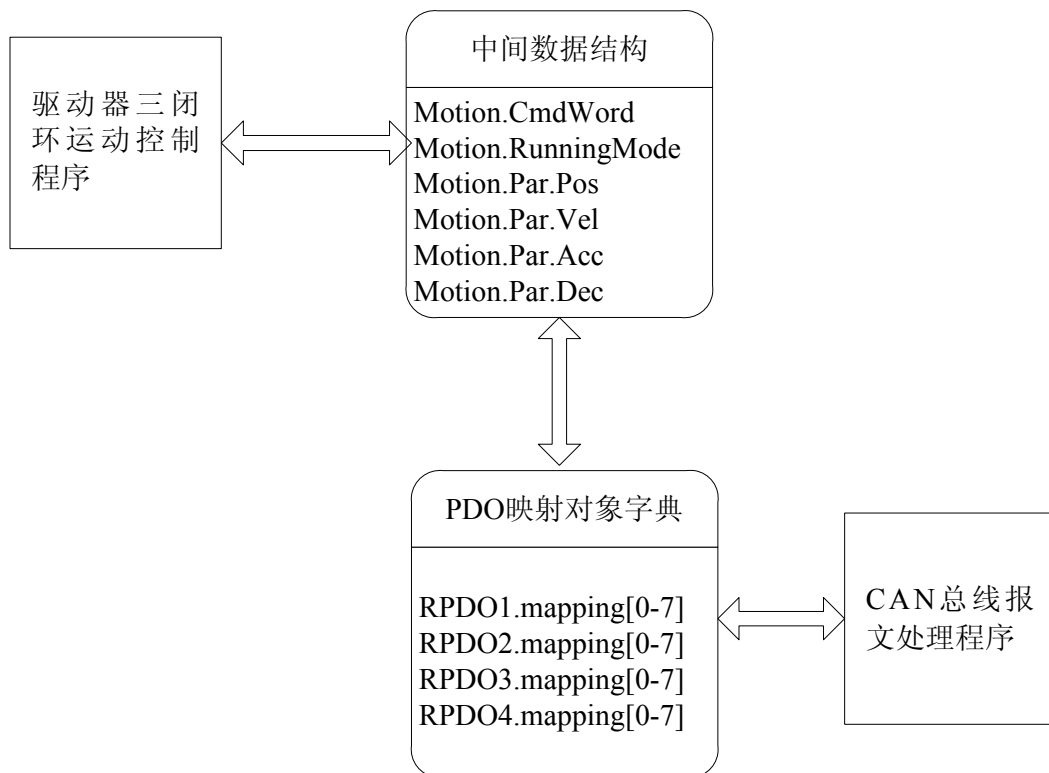 驱动器三闭
环运动控制
程序
中间数据结构
Motion.CmdWord
Motion.RunningMode
Motion.Par.Pos
Motion.Par.Vel
Motion.Par.Acc
Motion.Par.Dec
PDO映射对象字典
RPDO1.mapping[0-7]
RPDO2.mapping[0-7]
RPDO3.mapping[0-7]
RPDO4.mapping[0-7]
CAN总线报
文处理程序